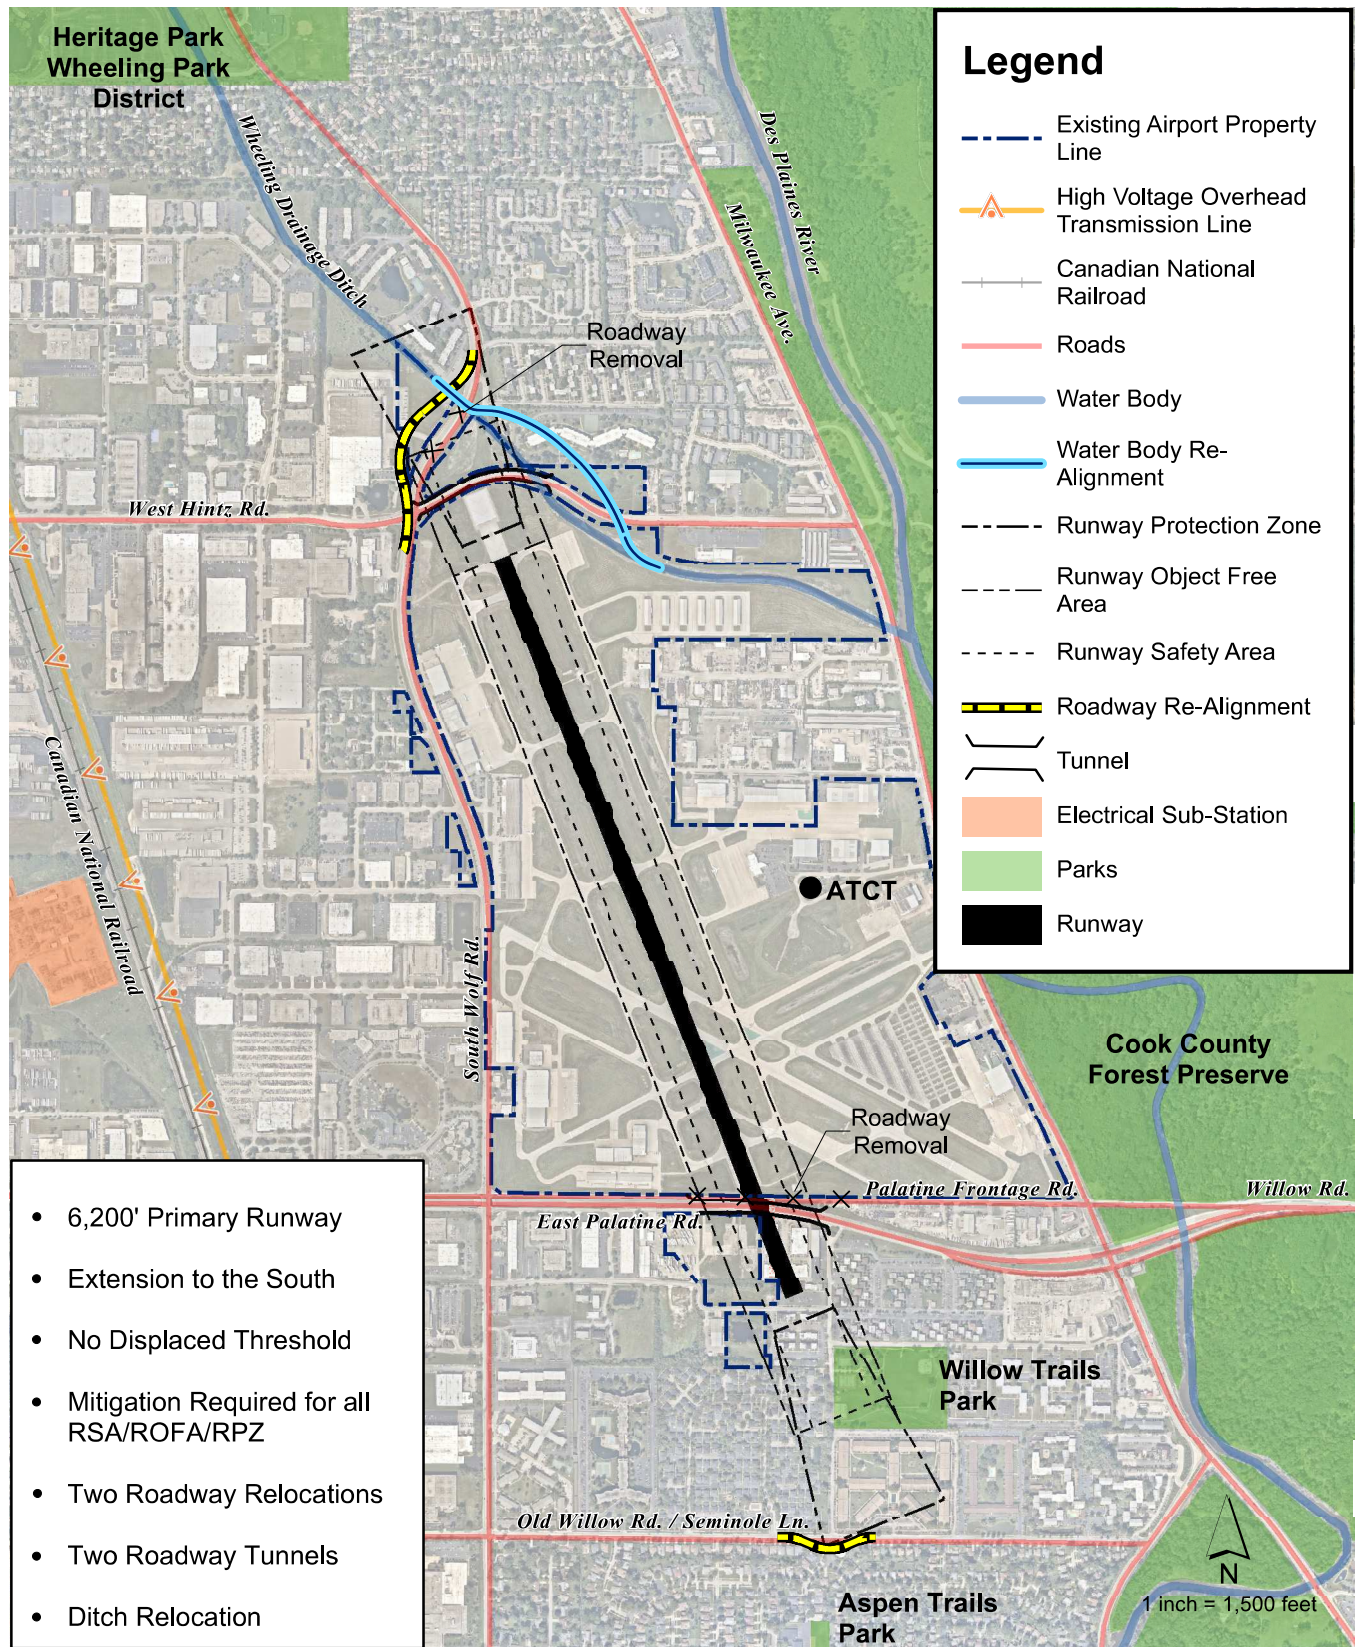 Heritage Park
Wheeling Park
District
Wheeling Drainage Ditch
Des Plaines River
Milwaukee Ave.
Roadway
Removal
West Hintz Rd.
Canadian National Railroad
South Wolf Rd.
ATCT
Cook County
Forest Preserve
Roadway
Removal
Palatine Frontage Rd.
Willow Rd.
East Palatine Rd.
Willow Trails
Park
Old Willow Rd. / Seminole Ln.
Aspen Trails
Park
N
1 inch = 1,500 feet
Legend
Existing Airport Property
Line
High Voltage Overhead
Transmission Line
Canadian National
Railroad
Roads
Water Body
Water Body Re-
Alignment
Runway Protection Zone
Runway Object Free
Area
Runway Safety Area
Roadway Re-Alignment
Tunnel
Electrical Sub-Station
Parks
Runway
• 6,200' Primary Runway
• Extension to the South
• No Displaced Threshold
• Mitigation Required for all
RSA/ROFA/RPZ
• Two Roadway Relocations
• Two Roadway Tunnels
• Ditch Relocation